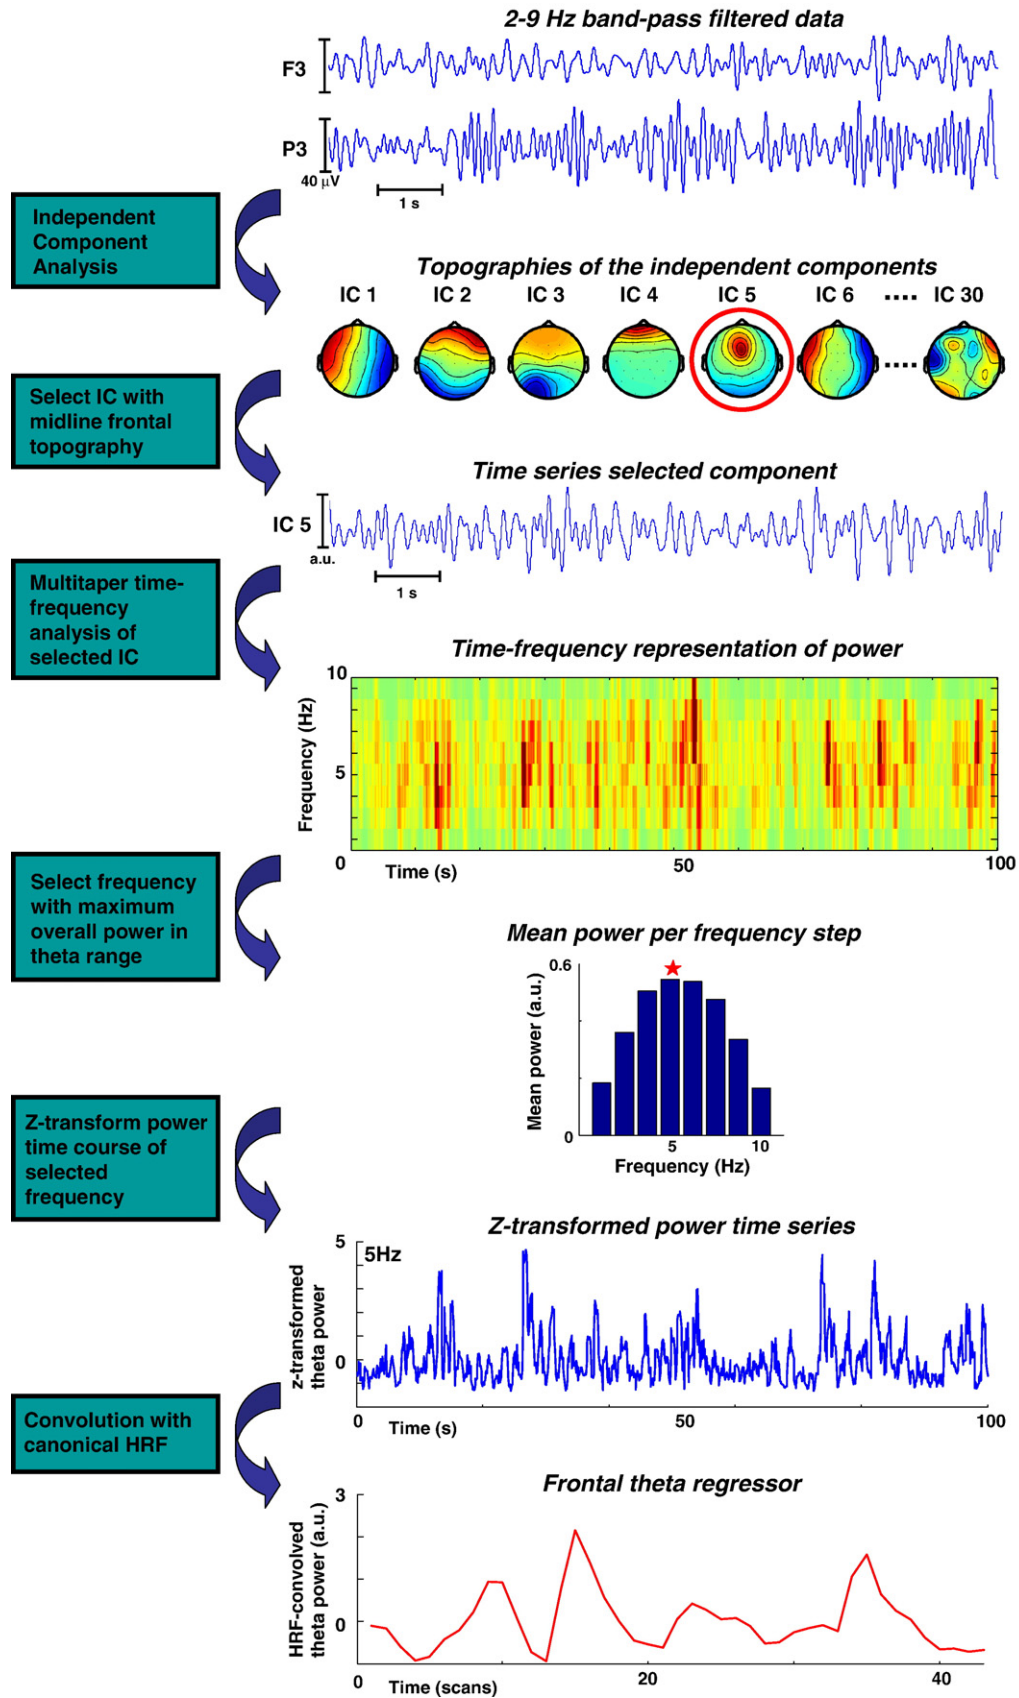 2-9 Hz band-pass filtered data
F3
P3
40 μV
1 s
Independent
Component
Analysis
Topographies of the independent components
IC 1 IC 2 IC 3 IC 4 IC 5 IC 6 .... IC 30
....
Select IC with
midline frontal
topography
Time series selected component
IC 5
a.u.
1 s
Multitaper time-
frequency
analysis of
selected IC
Time-frequency representation of power
Frequency (Hz)
10
5
0
50
100
Time (s)
Select frequency
with maximum
overall power in
theta range
Mean power per frequency step
Mean power (a.u.)
0.6
0
5
10
Frequency (Hz)
Z-transform power
time course of
selected
frequency
Z-transformed power time series
z-transformed
theta power
5
0
5Hz
0
50
100
Time (s)
Convolution with
canonical HRF
Frontal theta regressor
HRF-convolved
theta power (a.u.)
3
0
20
40
Time (scans)